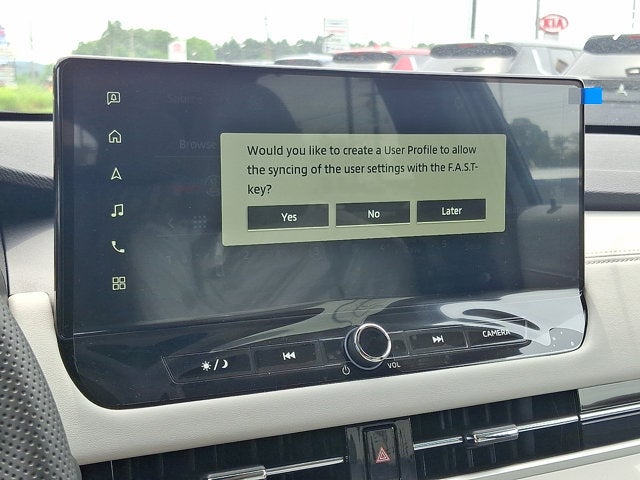 KIA
Would you like to create a User Profile to allow
the syncing of the user settings with the F.A.S.T-
key?
Yes No Later
Browse
CAMERA
VOL